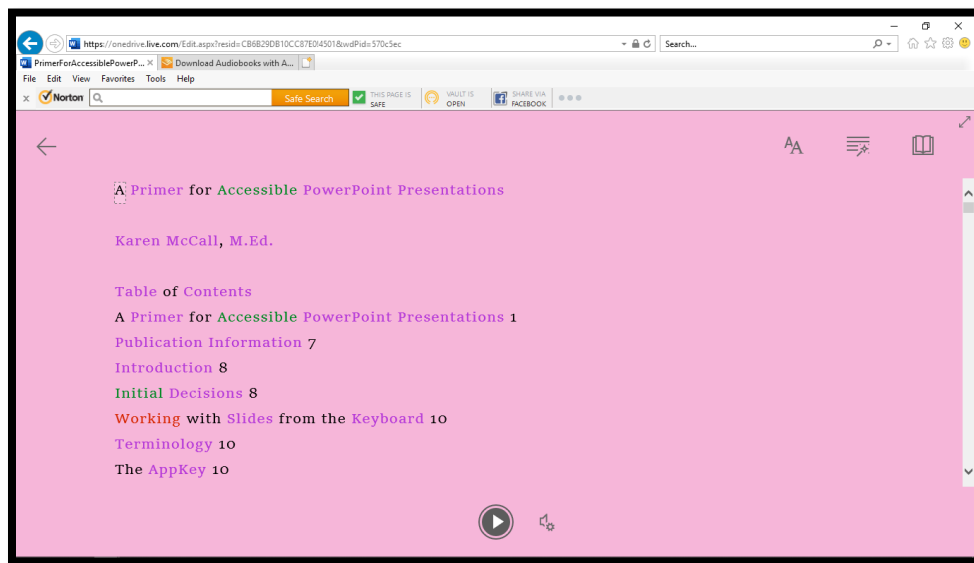 https://onedrive.live.com/Edit.aspx?resid=CB6B29DB10CC87E0!4501&wdPid=570c5ec
Search...
PrimerForAccessiblePowerP...
Download Audiobooks with A...
File Edit View Favorites Tools Help
x Norton Safe Search THIS PAGE IS SAFE VAULT IS OPEN SHARE VIA FACEBOOK
A Primer for Accessible PowerPoint Presentations
Karen McCall, M.Ed.
Table of Contents
A Primer for Accessible PowerPoint Presentations 1
Publication Information 7
Introduction 8
Initial Decisions 8
Working with Slides from the Keyboard 10
Terminology 10
The AppKey 10